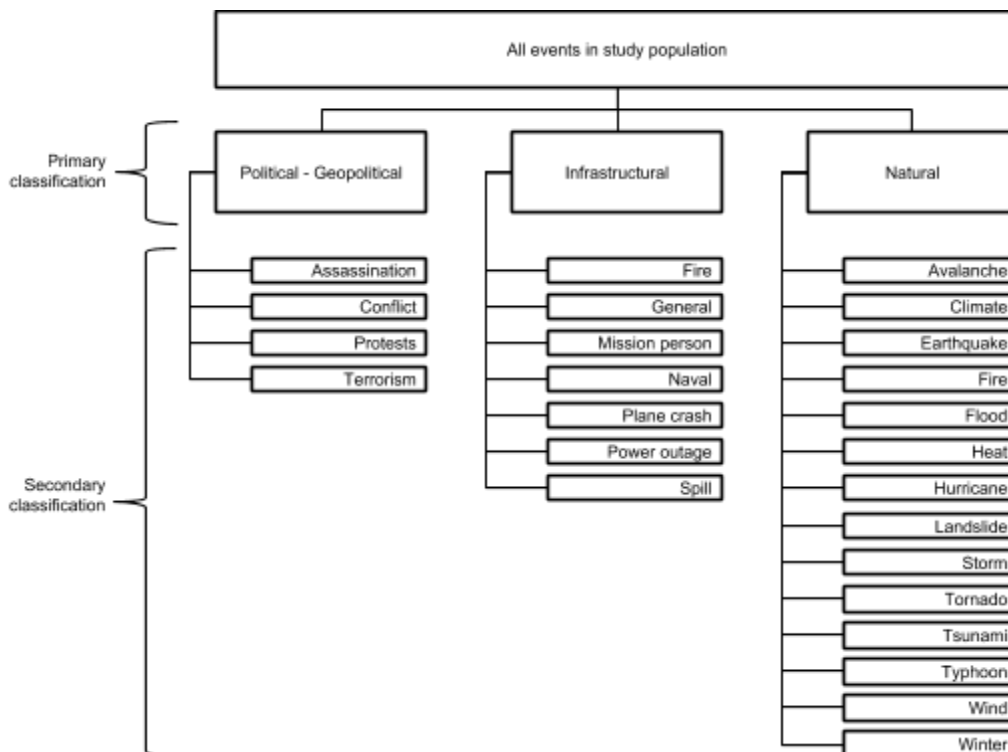 All events in study population
Primary
classification
Political - Geopolitical
Infrastructural
Natural
Secondary
classification
Assassination
Conflict
Protests
Terrorism
Fire
General
Mission person
Naval
Plane crash
Power outage
Spill
Avalanche
Climate
Earthquake
Fire
Flood
Heat
Hurricane
Landslide
Storm
Tornado
Tsunami
Typhoon
Wind
Winter